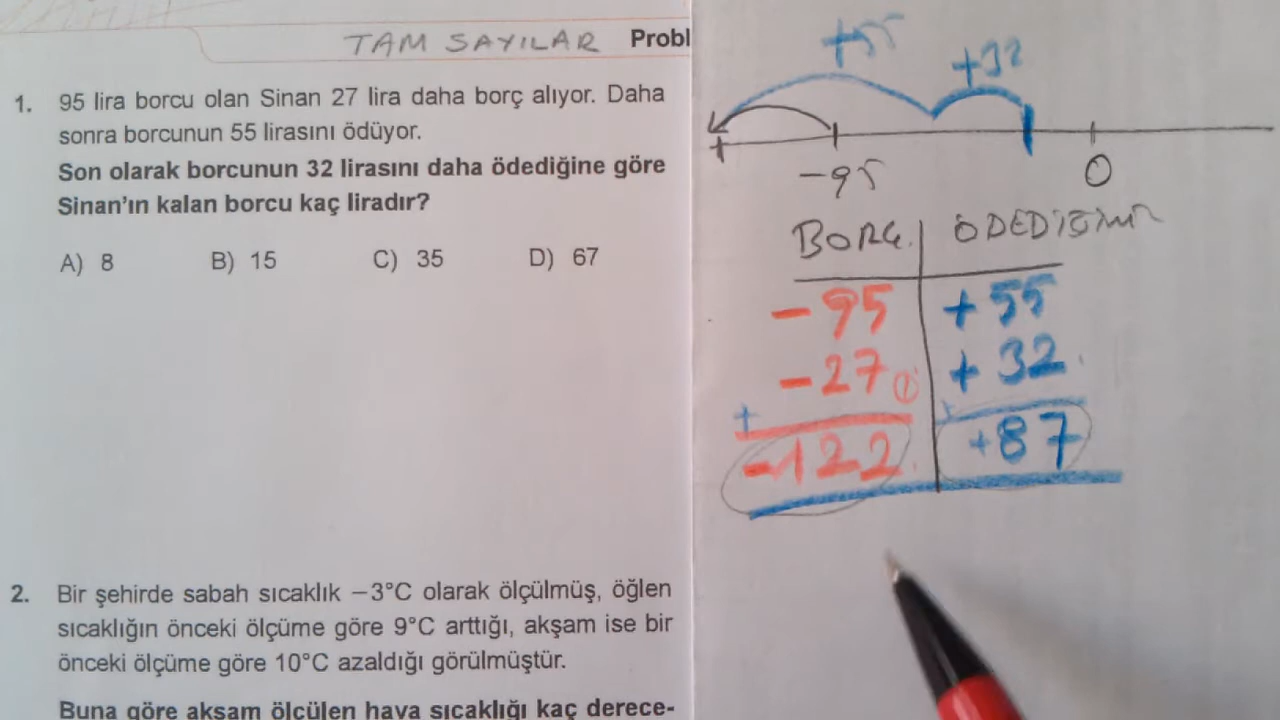 TAM SAYILAR Probl
1. 95 lira borcu olan Sinan 27 lira daha borç alıyor. Daha
sonra borcunun 55 lirasını ödüyor.
Son olarak borcunun 32 lirasını daha ödediğine göre
Sinan'ın kalan borcu kaç liradır?
A) 8 B) 15 C) 35 D) 67
2. Bir şehirde sabah sıcaklık −3°C olarak ölçülmüş, öğlen
sıcaklığın önceki ölçüme göre 9°C arttığı, akşam ise bir
önceki ölçüme göre 10°C azaldığı görülmüştür.
Buna göre akşam ölçülen hava sıcaklığı kaç derece-
+55 +32
-95 0
BORÇ
-95 +55
-27 1 +32
+ +
-122 +87